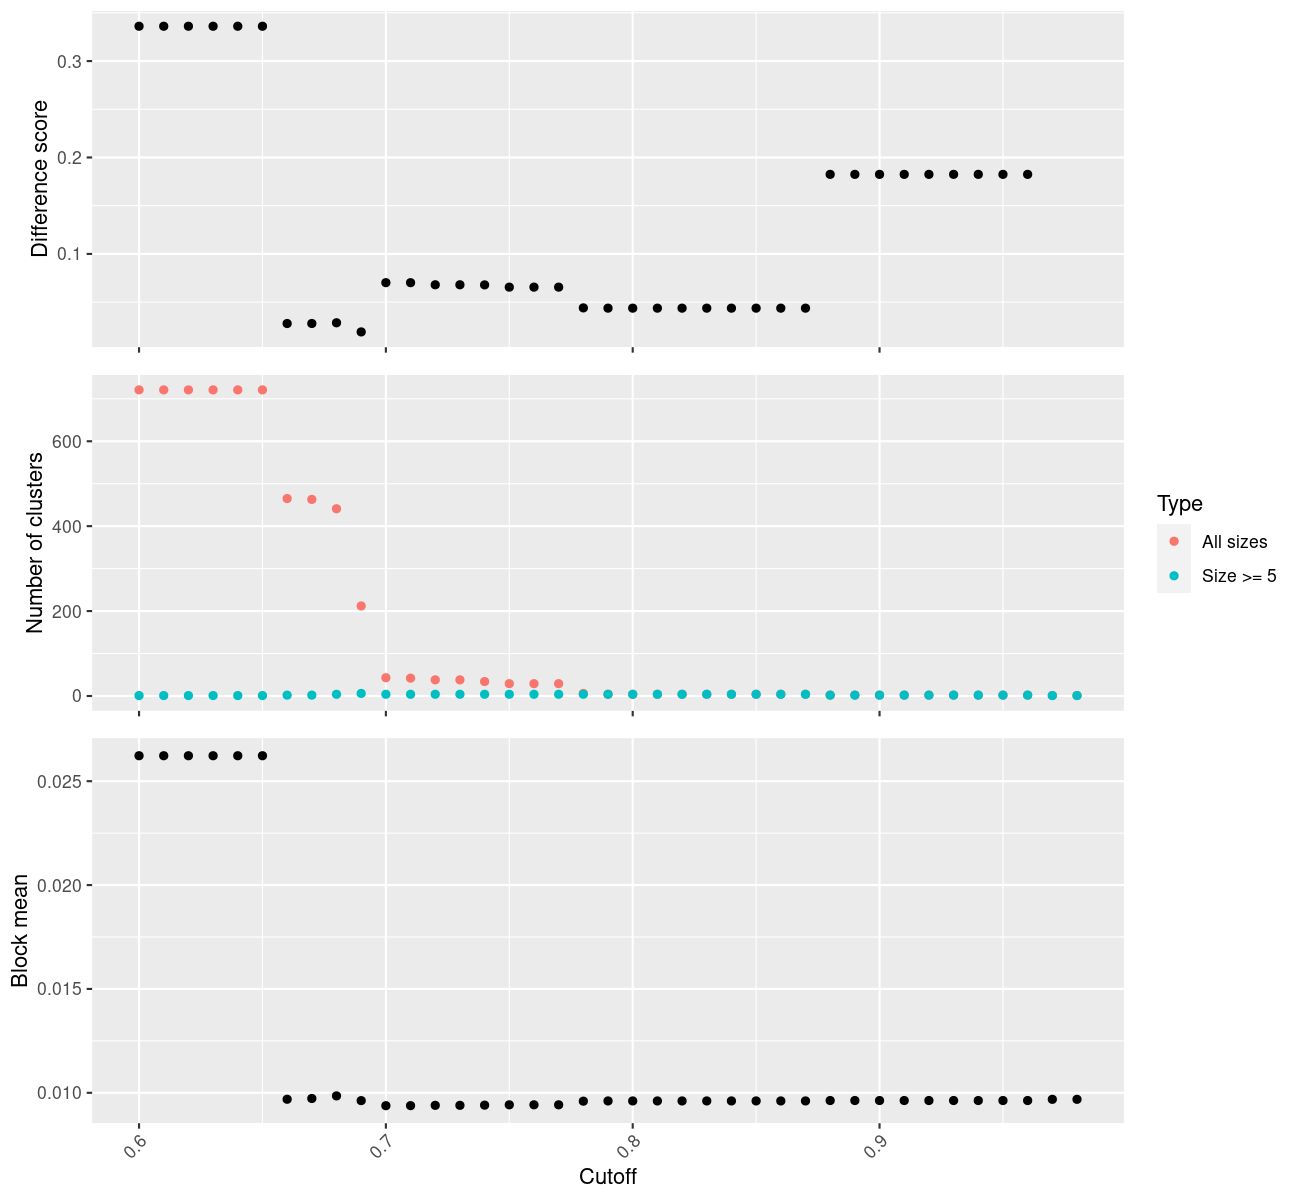 Difference score
0.3
0.2
0.1
Number of clusters
600
400
200
0
Type
All sizes
Size >= 5
Block mean
0.025
0.020
0.015
0.010
0.6
0.7
0.8
0.9
Cutoff